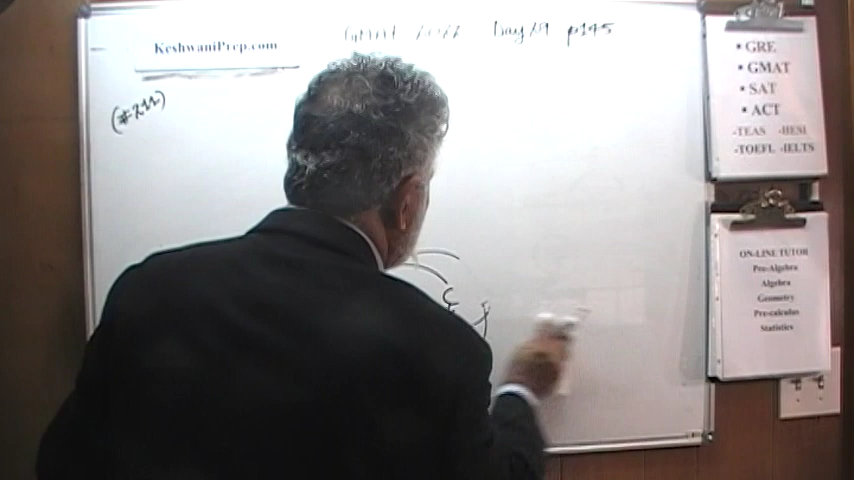 KeshwaniPrep.com
GMAT 2022 Day 29 p145
(#211)
* GRE
* GMAT
* SAT
* ACT
-TEAS -HESI
-TOEFL -IELTS
ON-LINE TUTOR
Pre-Algebra
Algebra
Geometry
Pre-calculus
Statistics